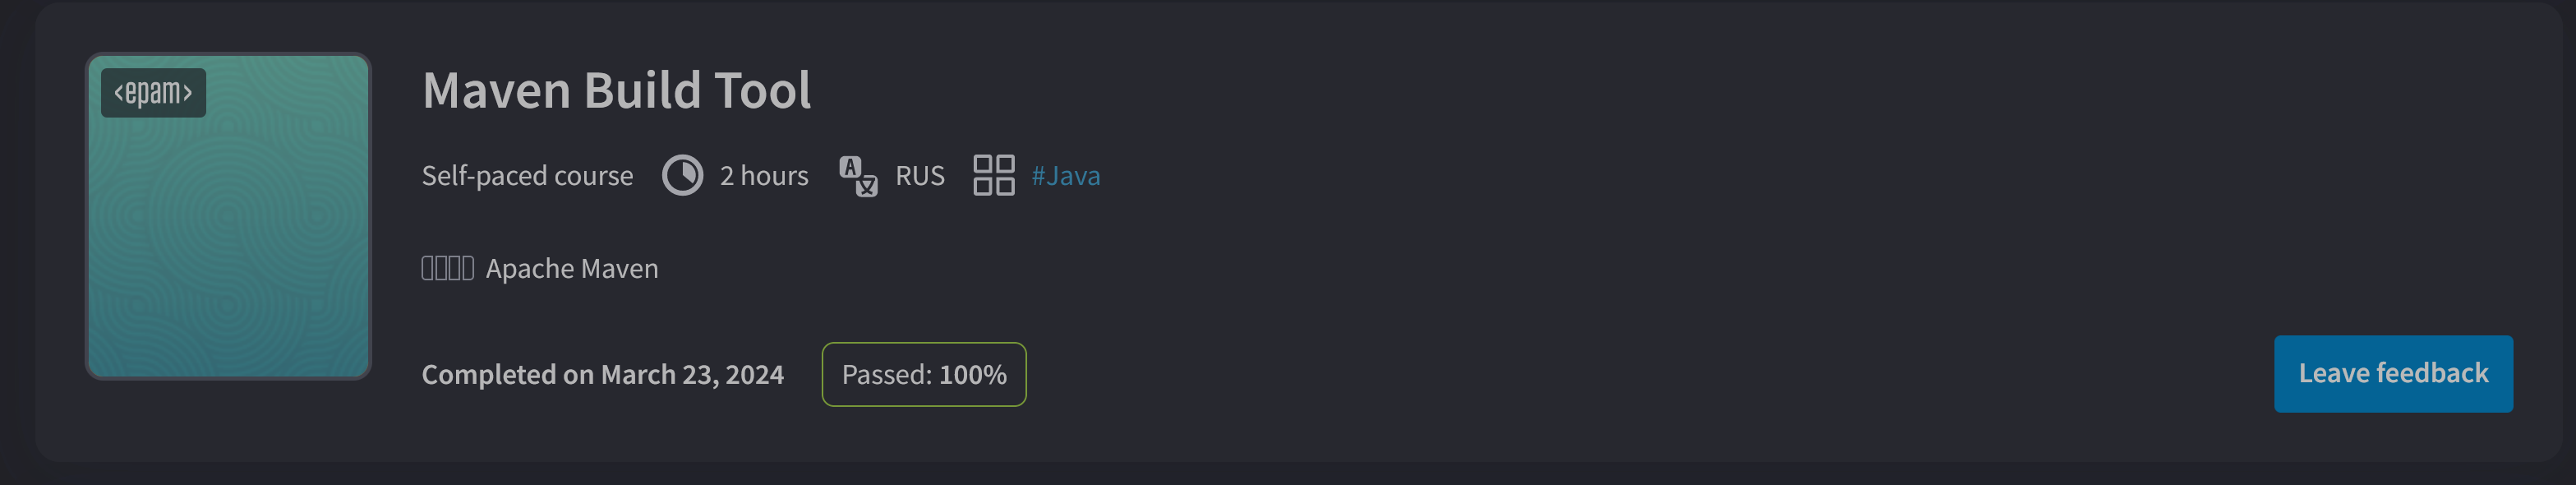 <epam>
Maven Build Tool
Self-paced course 2 hours RUS #Java
Apache Maven
Completed on March 23, 2024 Passed: 100%
Leave feedback